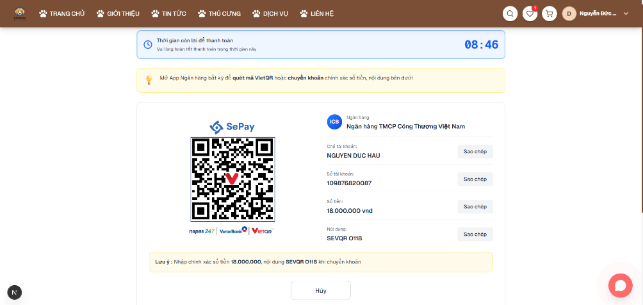 TRANG CHỦ GIỚI THIỆU TIN TỨC THÚ CƯNG DỊCH VỤ LIÊN HỆ D Nguyễn Đức ...
Thời gian còn lại để thanh toán
Vui lòng hoàn tất thanh toán trong thời gian này
08:46
Mở App Ngân hàng bất kỳ để quét mã VietQR hoặc chuyển khoản chính xác số tiền, nội dung bên dưới
SePay
napas 247 VietinBank VIETQR
ICB
Ngân hàng
Ngân hàng TMCP Công Thương Việt Nam
Chủ tài khoản:
NGUYEN DUC HAU
Sao chép
Số tài khoản:
109876820087
Sao chép
Số tiền:
18.000.000 vnđ
Sao chép
Nội dung:
SEVQR O118
Sao chép
Lưu ý: Nhập chính xác số tiền 18.000.000, nội dung SEVQR O118 khi chuyển khoản
Hủy
N